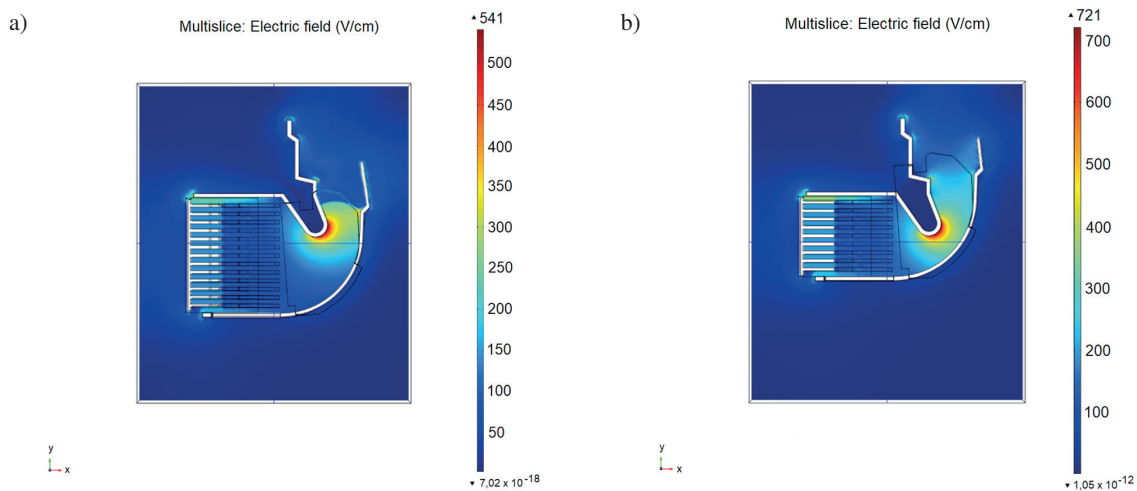 a)
Multislice: Electric field (V/cm)
▲ 541
500
450
400
350
300
250
200
150
100
50
▼ 7,02 x 10⁻¹⁸
y
x
b)
Multislice: Electric field (V/cm)
▲ 721
700
600
500
400
300
200
100
▼ 1,05 x 10⁻¹²
y
x